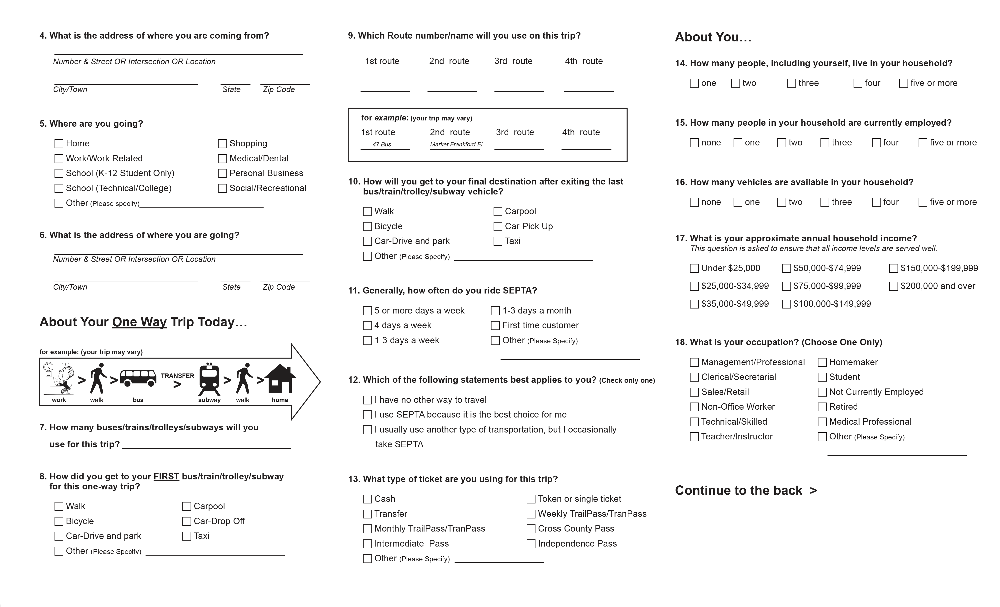 4. What is the address of where you are coming from?
Number & Street OR Intersection OR Location
City/Town State Zip Code
5. Where are you going?
Home Shopping
Work/Work Related Medical/Dental
School (K-12 Student Only) Personal Business
School (Technical/College) Social/Recreational
Other (Please specify)
6. What is the address of where you are going?
Number & Street OR Intersection OR Location
City/Town State Zip Code
About Your One Way Trip Today…
for example: (your trip may vary)
> > TRANSFER > > >
work walk bus subway walk home
7. How many buses/trains/trolleys/subways will you
use for this trip?
8. How did you get to your FIRST bus/train/trolley/subway
for this one-way trip?
Walk Carpool
Bicycle Car-Drop Off
Car-Drive and park Taxi
Other (Please Specify)
9. Which Route number/name will you use on this trip?
1st route 2nd route 3rd route 4th route
for example: (your trip may vary)
1st route 2nd route 3rd route 4th route
47 Bus Market Frankford El
10. How will you get to your final destination after exiting the last
bus/train/trolley/subway vehicle?
Walk Carpool
Bicycle Car-Pick Up
Car-Drive and park Taxi
Other (Please Specify)
11. Generally, how often do you ride SEPTA?
5 or more days a week 1-3 days a month
4 days a week First-time customer
1-3 days a week Other (Please Specify)
12. Which of the following statements best applies to you? (Check only one)
I have no other way to travel
I use SEPTA because it is the best choice for me
I usually use another type of transportation, but I occasionally
take SEPTA
13. What type of ticket are you using for this trip?
Cash Token or single ticket
Transfer Weekly TrailPass/TranPass
Monthly TrailPass/TranPass Cross County Pass
Intermediate Pass Independence Pass
Other (Please Specify)
About You…
14. How many people, including yourself, live in your household?
one two three four five or more
15. How many people in your household are currently employed?
none one two three four five or more
16. How many vehicles are available in your household?
none one two three four five or more
17. What is your approximate annual household income?
This question is asked to ensure that all income levels are served well.
Under $25,000 $50,000-$74,999 $150,000-$199,999
$25,000-$34,999 $75,000-$99,999 $200,000 and over
$35,000-$49,999 $100,000-$149,999
18. What is your occupation? (Choose One Only)
Management/Professional Homemaker
Clerical/Secretarial Student
Sales/Retail Not Currently Employed
Non-Office Worker Retired
Technical/Skilled Medical Professional
Teacher/Instructor Other (Please Specify)
Continue to the back >